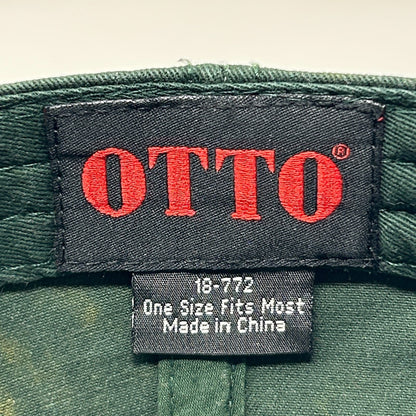 OTTO®
18-772
One Size Fits Most
Made in China